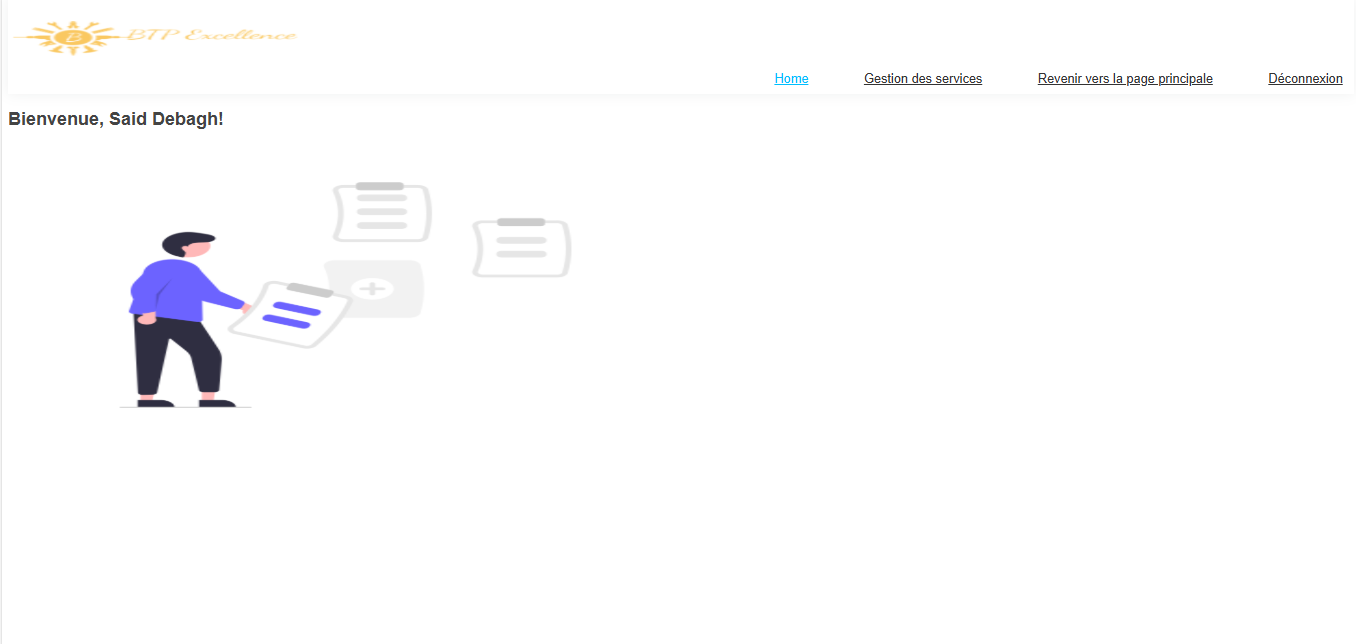 B BTP Excellence
Home Gestion des services Revenir vers la page principale Déconnexion
Bienvenue, Said Debagh!